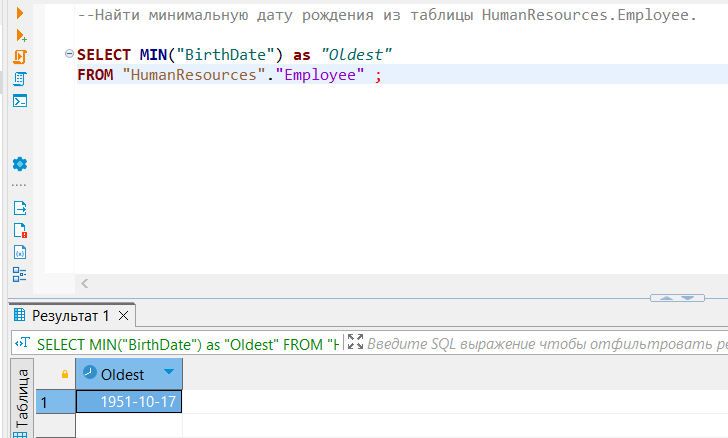 --Найти минимальную дату рождения из таблицы HumanResources.Employee.
SELECT MIN("BirthDate") as "Oldest"
FROM "HumanResources"."Employee" ;
Результат 1
SELECT MIN("BirthDate") as "Oldest" FROM "H
Введите SQL выражение чтобы отфильтровать ре
Таблица
Oldest
1
1951-10-17